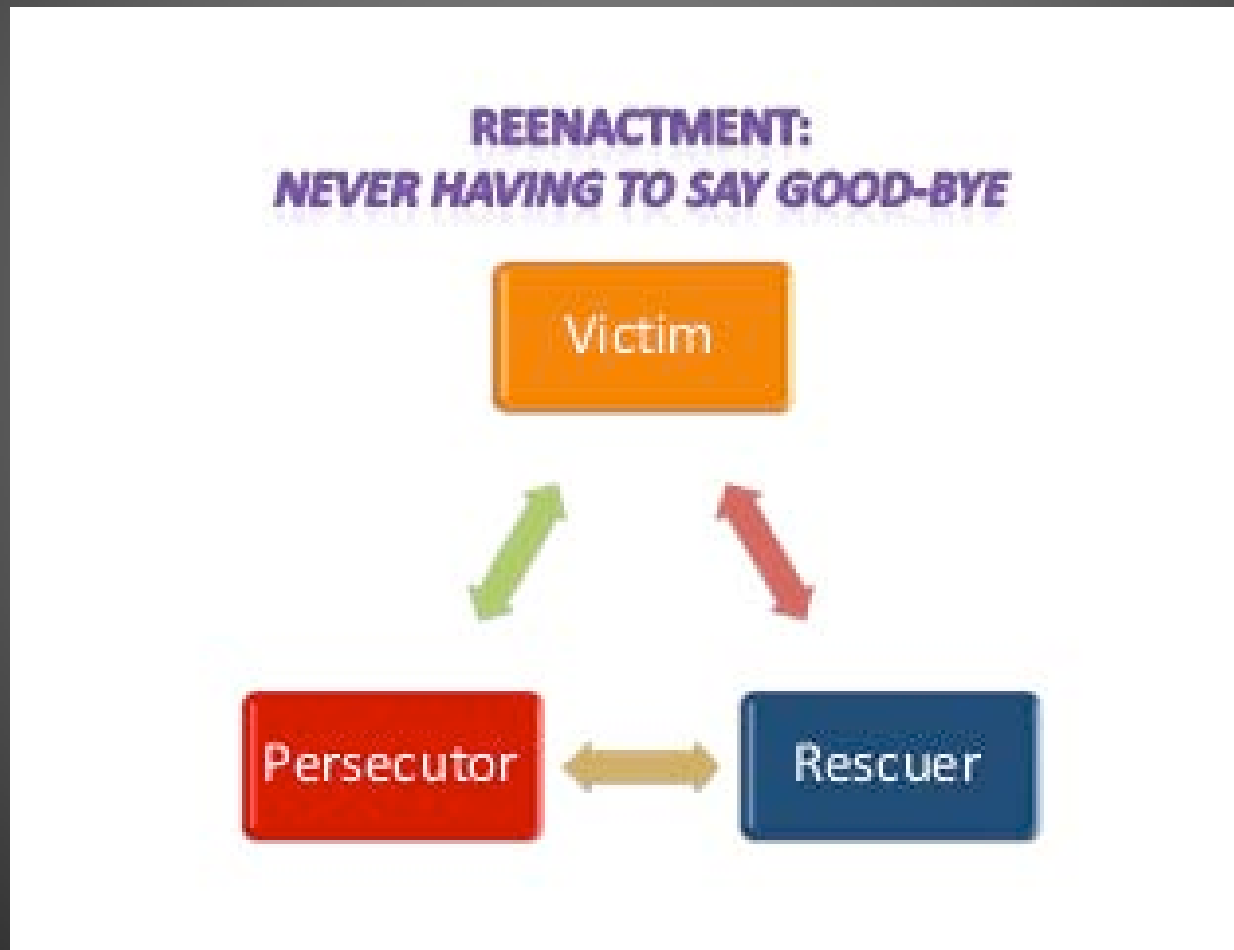 REENACTMENT:
NEVER HAVING TO SAY GOOD-BYE
Victim
Persecutor
Rescuer